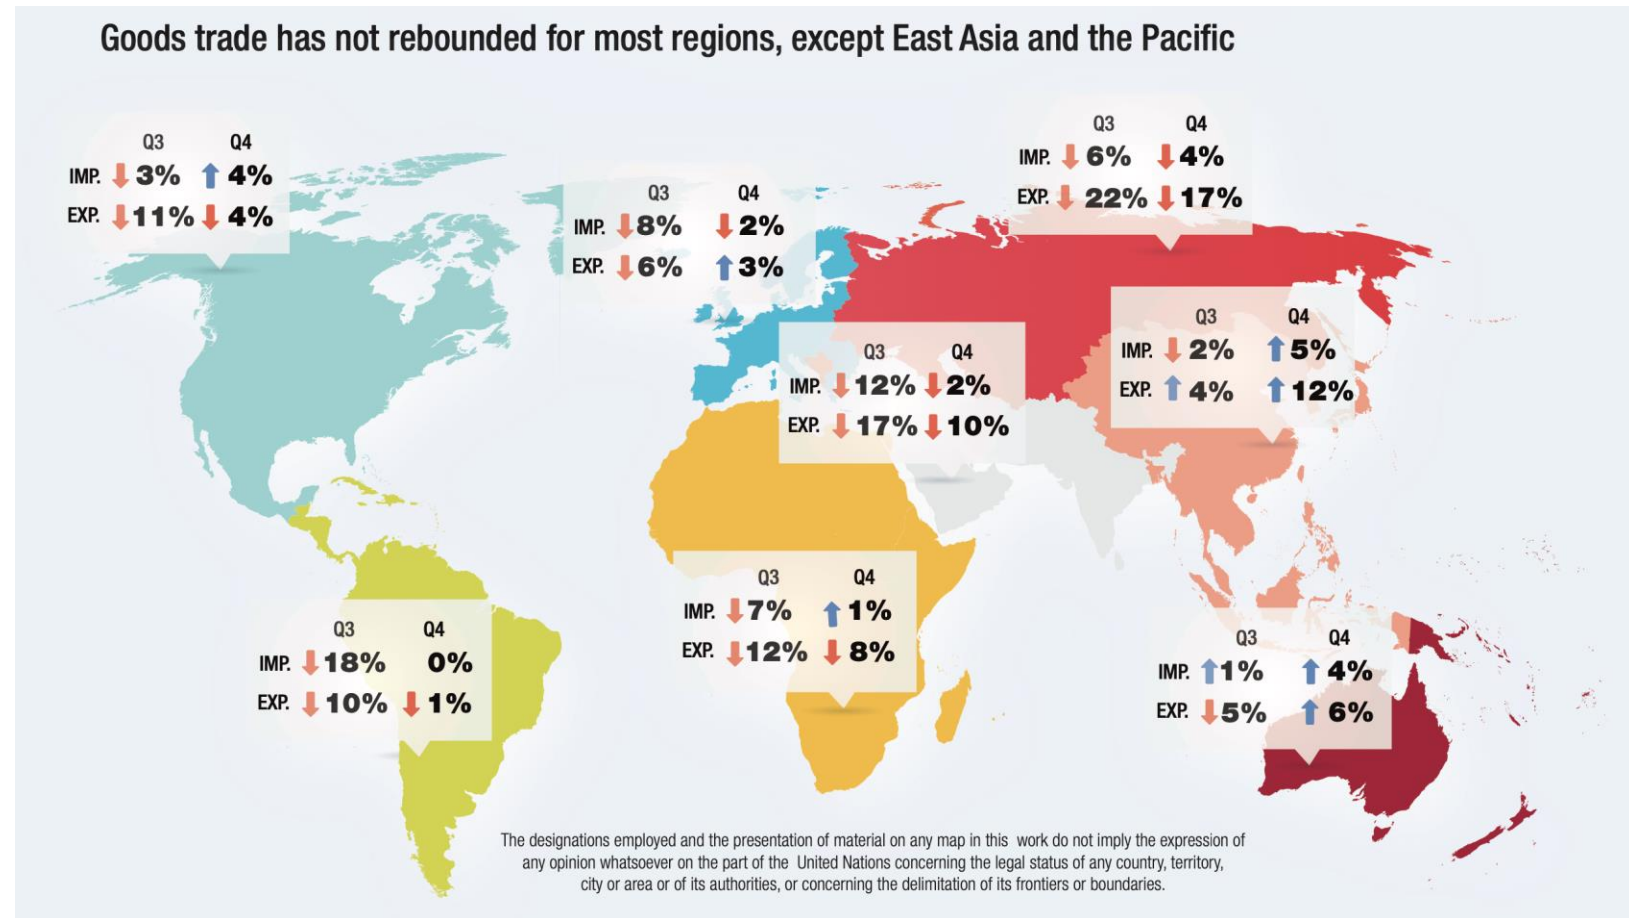 Goods trade has not rebounded for most regions, except East Asia and the Pacific
Q3 Q4
IMP. 3% 4%
EXP. 11% 4%
Q3 Q4
IMP. 8% 2%
EXP. 6% 3%
Q3 Q4
IMP. 6% 4%
EXP. 22% 17%
Q3 Q4
IMP. 12% 2%
EXP. 17% 10%
Q3 Q4
IMP. 2% 5%
EXP. 4% 12%
Q3 Q4
IMP. 18% 0%
EXP. 10% 1%
Q3 Q4
IMP. 7% 1%
EXP. 12% 8%
Q3 Q4
IMP. 1% 4%
EXP. 5% 6%
The designations employed and the presentation of material on any map in this work do not imply the expression of
any opinion whatsoever on the part of the United Nations concerning the legal status of any country, territory,
city or area or of its authorities, or concerning the delimitation of its frontiers or boundaries.